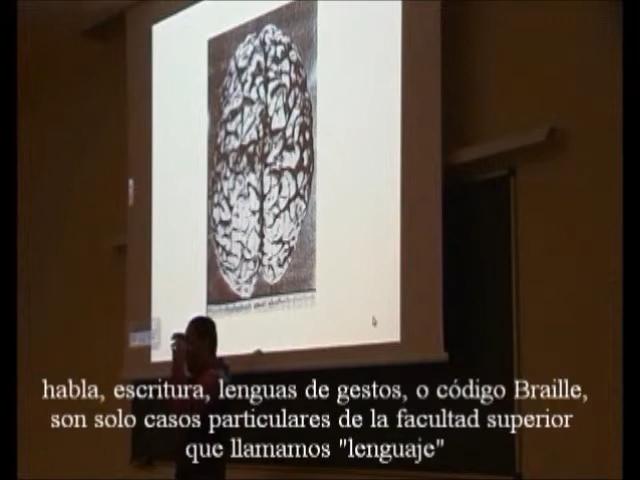 habla, escritura, lenguas de gestos, o código Braille,
son solo casos particulares de la facultad superior
que llamamos "lenguaje"